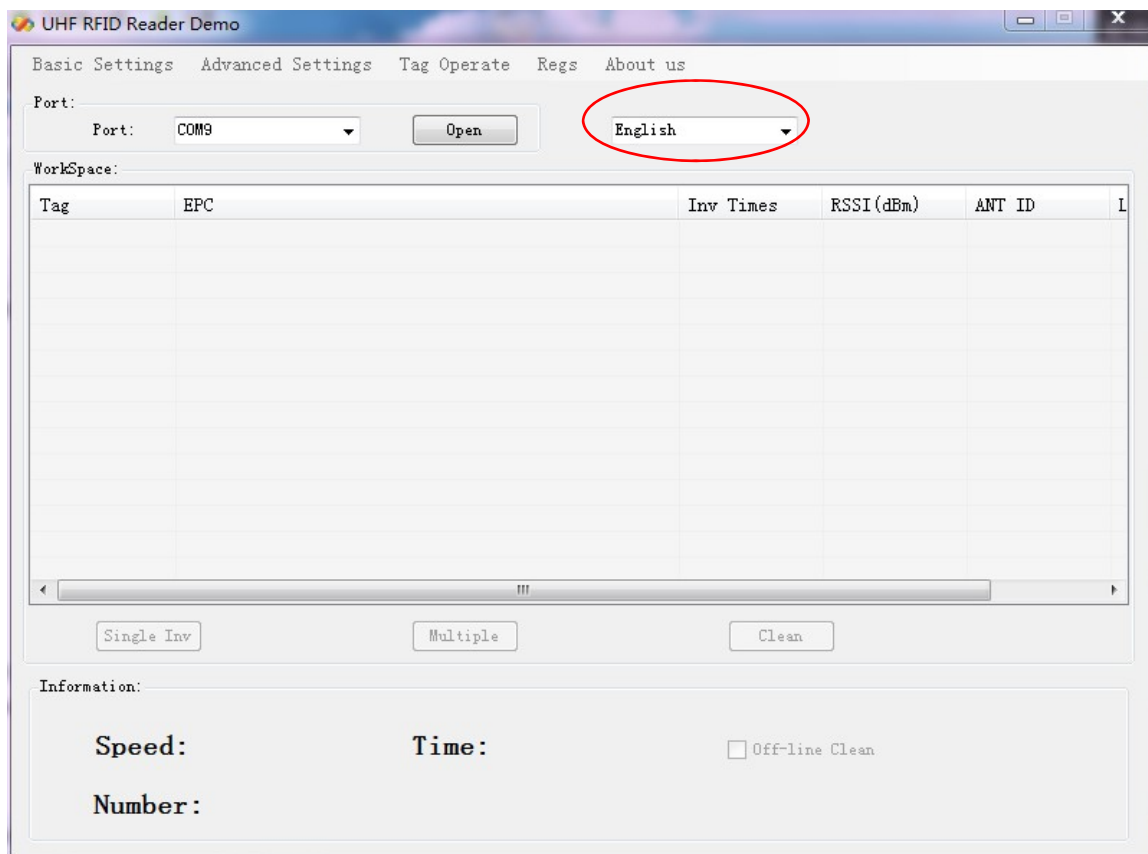 UHF RFID Reader Demo
Basic Settings Advanced Settings Tag Operate Regs About us
Port:
Port: COM9 Open English
WorkSpace:
Tag EPC Inv Times RSSI(dBm) ANT ID L
Single Inv Multiple Clean
Information:
Speed: Time: Off-line Clean
Number: